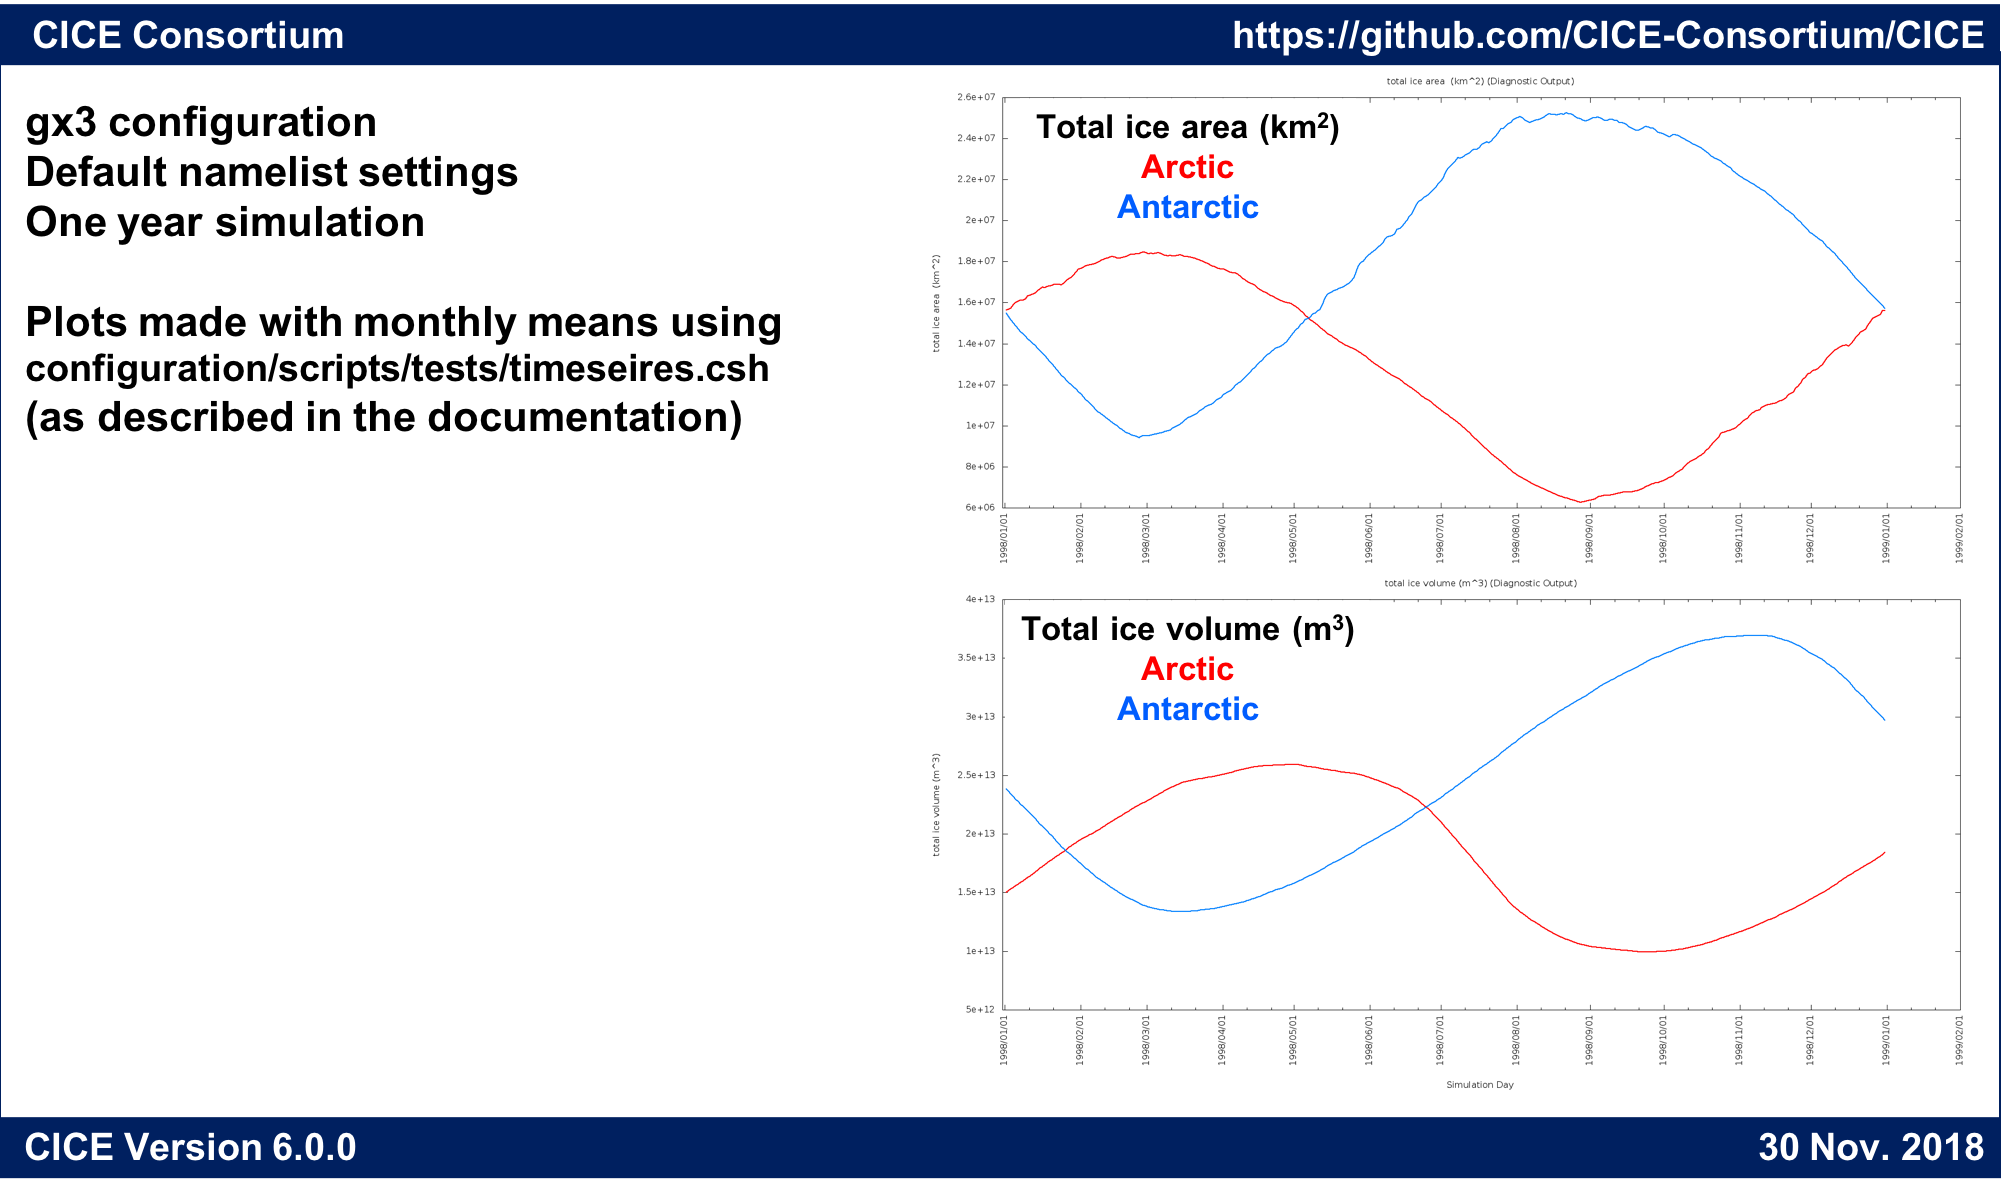 CICE Consortium
https://github.com/CICE-Consortium/CICE
gx3 configuration
Default namelist settings
One year simulation
Plots made with monthly means using
configuration/scripts/tests/timeseires.csh
(as described in the documentation)
total ice area (km^2) (Diagnostic Output)
Total ice area (km²)
Arctic
Antarctic
total ice area (km^2)
2.6e+07
2.4e+07
2.2e+07
2e+07
1.8e+07
1.6e+07
1.4e+07
1.2e+07
1e+07
8e+06
6e+06
1998/01/01
1998/02/01
1998/03/01
1998/04/01
1998/05/01
1998/06/01
1998/07/01
1998/08/01
1998/09/01
1998/10/01
1998/11/01
1998/12/01
1999/01/01
1999/02/01
total ice volume (m^3) (Diagnostic Output)
Total ice volume (m³)
Arctic
Antarctic
total ice volume (m^3)
4e+13
3.5e+13
3e+13
2.5e+13
2e+13
1.5e+13
1e+13
5e+12
1998/01/01
1998/02/01
1998/03/01
1998/04/01
1998/05/01
1998/06/01
1998/07/01
1998/08/01
1998/09/01
1998/10/01
1998/11/01
1998/12/01
1999/01/01
1999/02/01
Simulation Day
CICE Version 6.0.0
30 Nov. 2018